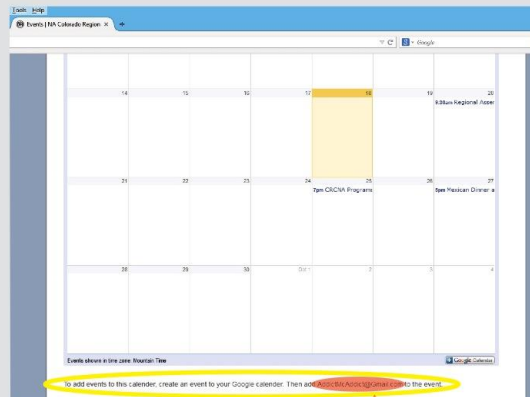 Tools Help
Events | NA Colorado Region × +
Google
14 15 16 17 18 19 20
Regional Asser
21 22 23 24 25 26 27
7pm CRCNA Programs
6pm Mexican Dinner a
28 29 30 Oct 1 2 3 4
Events shown in time zone: Mountain Time
Google Calendar
To add events to this calender, create an event to your Google calender. Then add to the event.